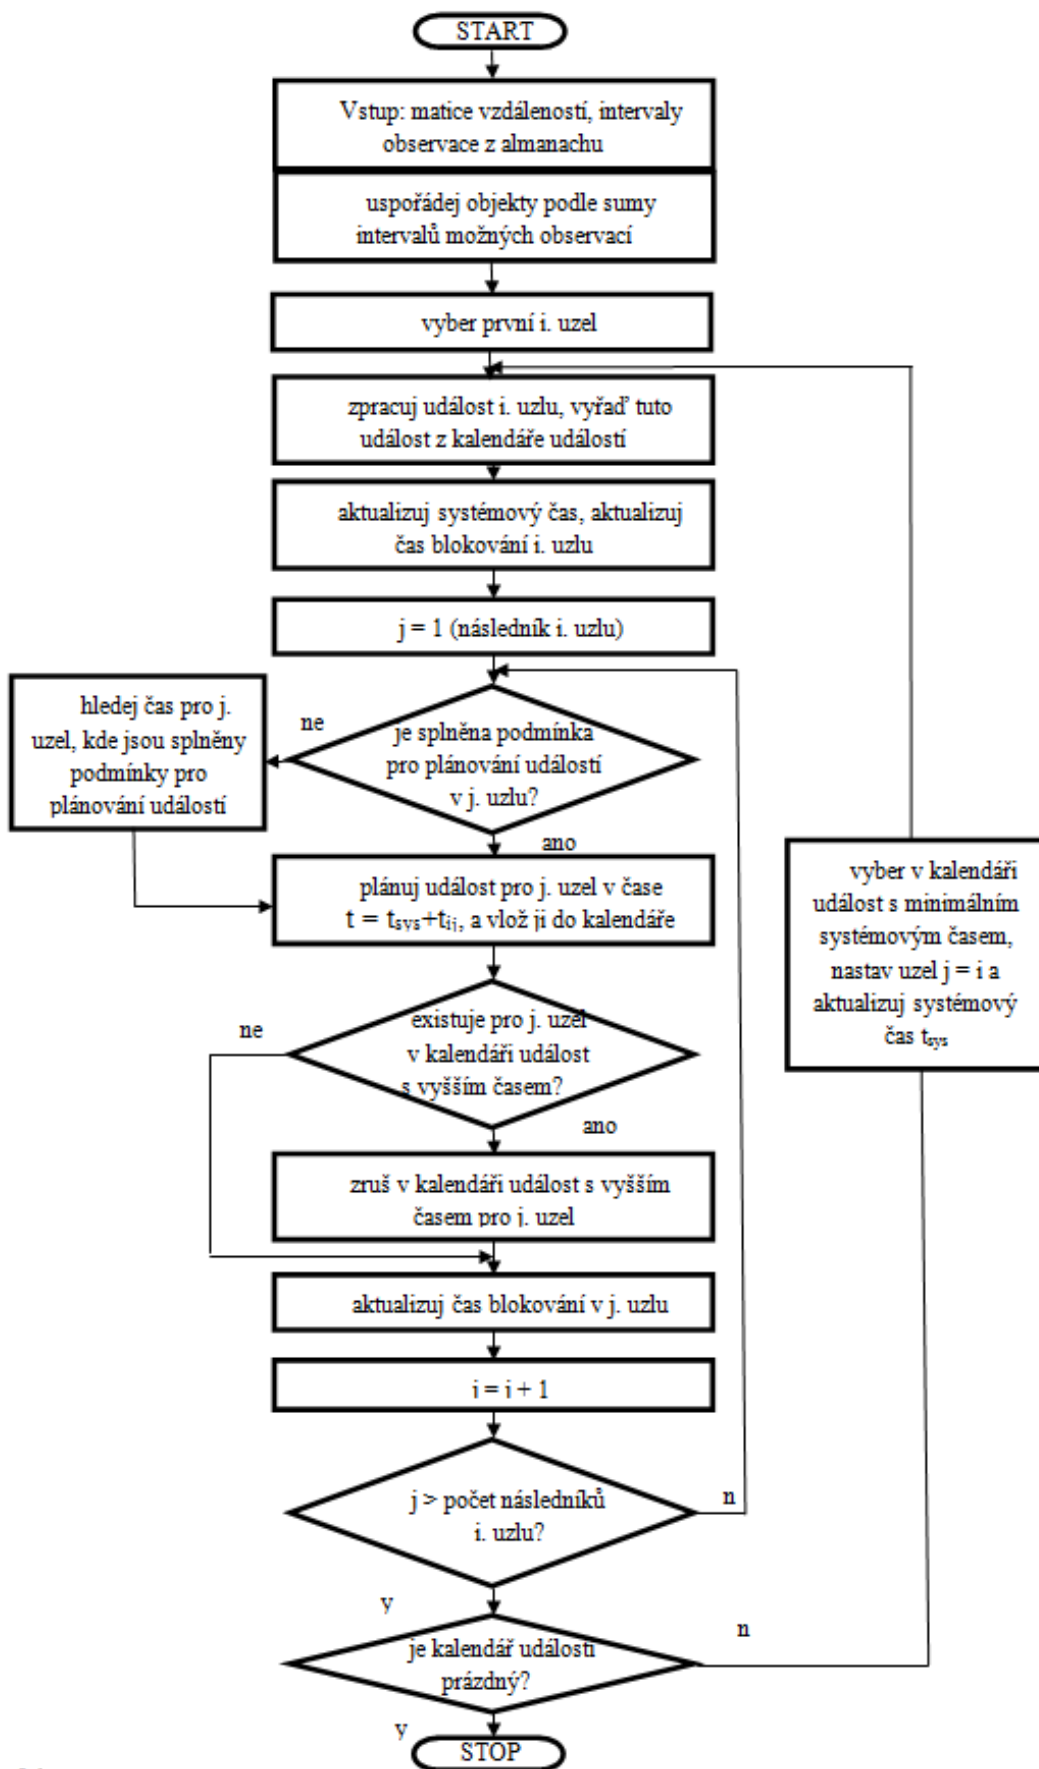 START
Vstup: matice vzdáleností, intervaly
observace z almanachu
uspořádej objekty podle sumy
intervalů možných observací
vyber první i. uzel
zpracuj událost i. uzlu, vyřaď tuto
událost z kalendáře událostí
aktualizuj systémový čas, aktualizuj
čas blokování i. uzlu
j = 1 (následník i. uzlu)
hledej čas pro j.
uzel, kde jsou splněny
podmínky pro
plánování událostí
ne
je splněna podmínka
pro plánování událostí
v j. uzlu?
ano
plánuj událost pro j. uzel v čase
t = tsys+tij, a vlož ji do kalendáře
vyber v kalendáři
událost s minimálním
systémovým časem,
nastav uzel j = i a
aktualizuj systémový
čas tsys
ne
existuje pro j. uzel
v kalendáři událost
s vyšším časem?
ano
zruš v kalendáři událost s vyšším
časem pro j. uzel
aktualizuj čas blokování v j. uzlu
i = i + 1
j > počet následníků
i. uzlu?
n
y
je kalendář událostí
prázdný?
n
y
STOP